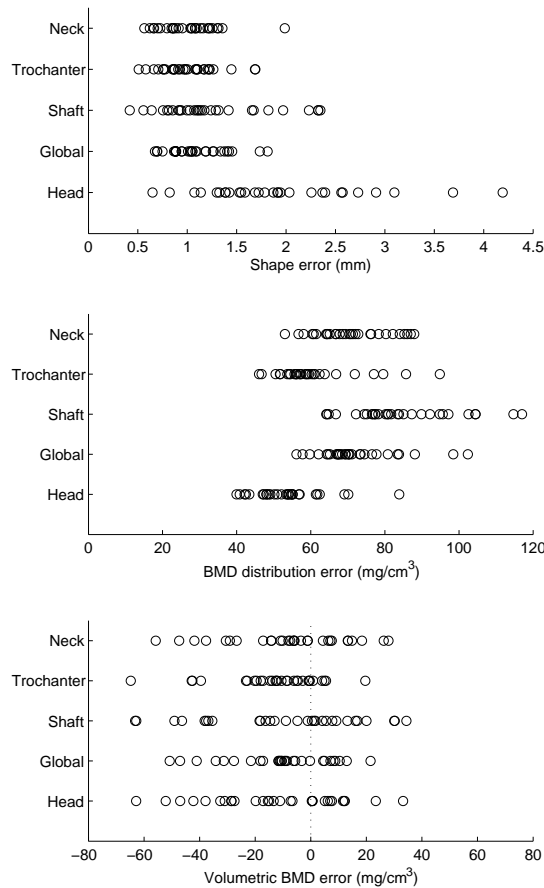 Neck
Trochanter
Shaft
Global
Head
0 0.5 1 1.5 2 2.5 3 3.5 4 4.5
Shape error (mm)
Neck
Trochanter
Shaft
Global
Head
0 20 40 60 80 100 120
BMD distribution error (mg/cm³)
Neck
Trochanter
Shaft
Global
Head
−80 −60 −40 −20 0 20 40 60 80
Volumetric BMD error (mg/cm³)